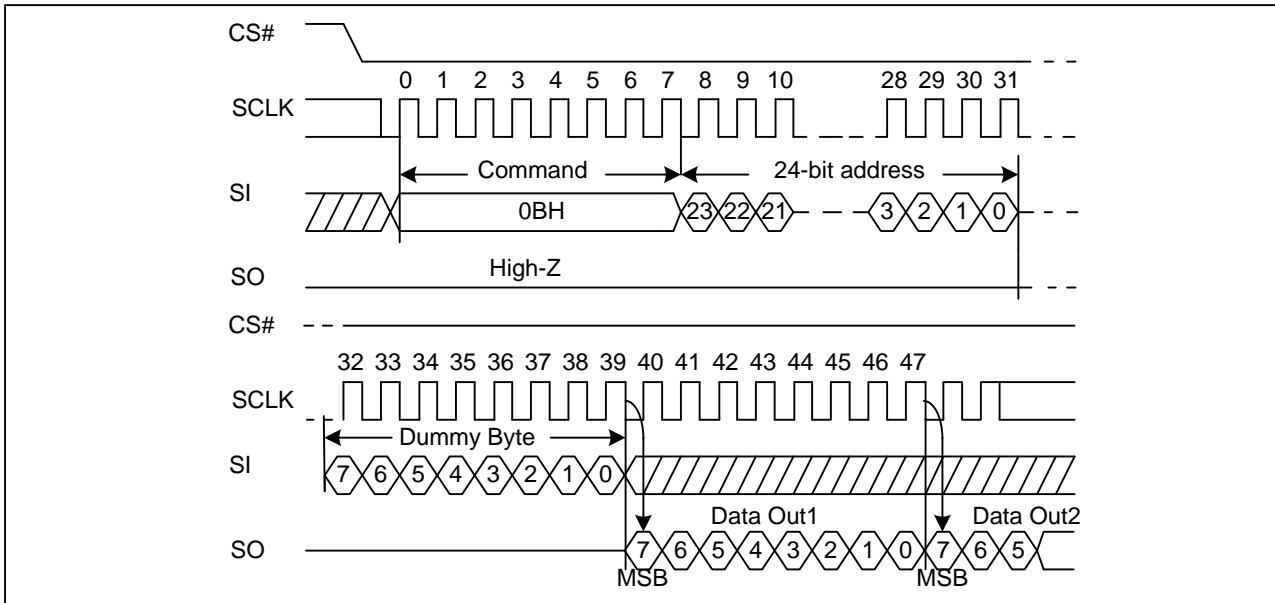 CS#
0 1 2 3 4 5 6 7 8 9 10 28 29 30 31
SCLK
Command 24-bit address
SI
0BH 23 22 21 3 2 1 0
High-Z
SO
CS#
32 33 34 35 36 37 38 39 40 41 42 43 44 45 46 47
SCLK
Dummy Byte
SI
7 6 5 4 3 2 1 0
Data Out1 Data Out2
SO
7 6 5 4 3 2 1 0 7 6 5
MSB MSB